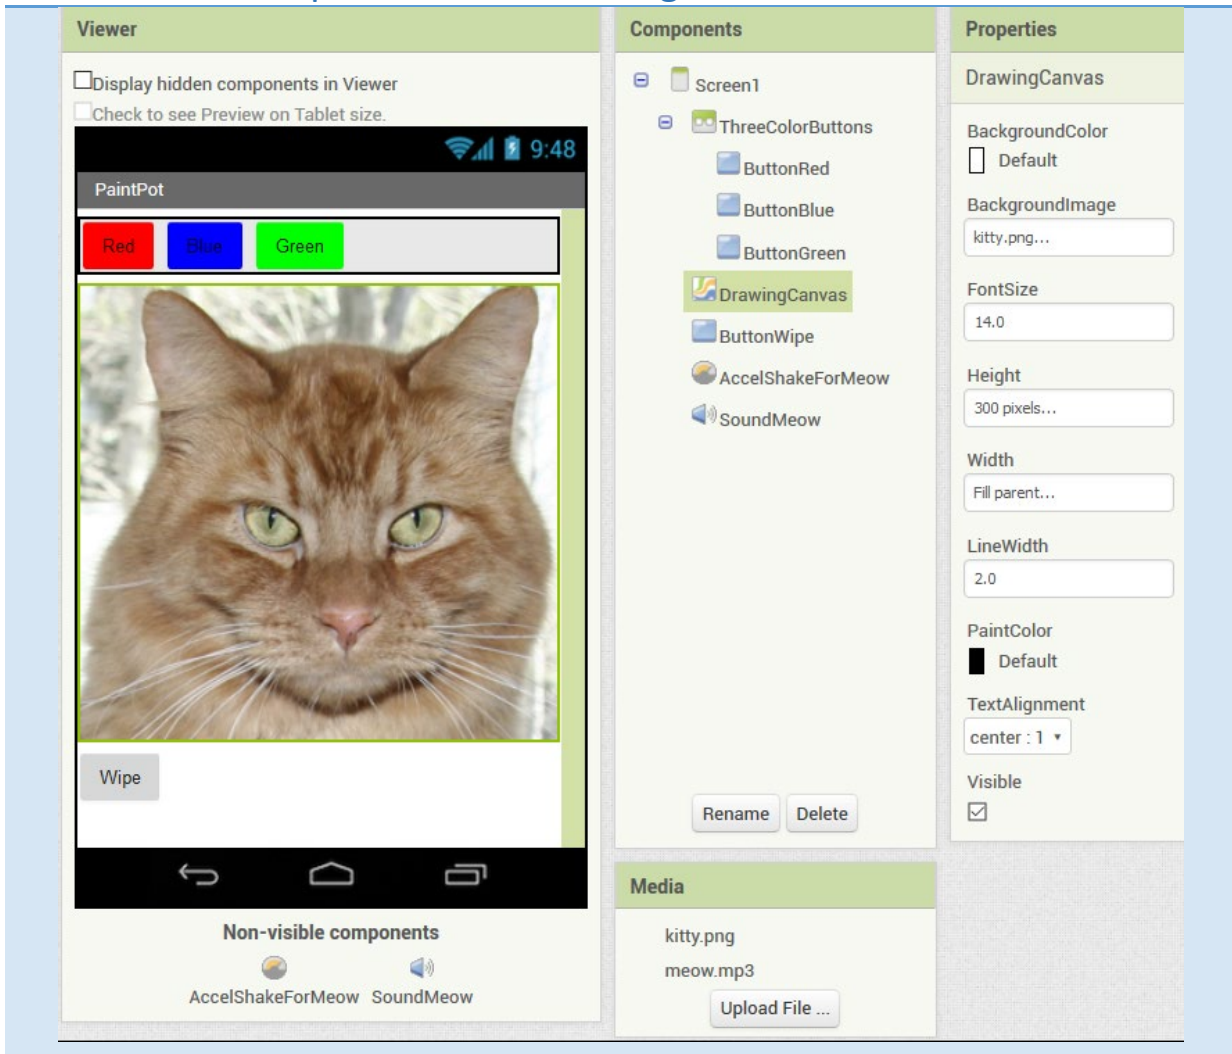 Viewer
Display hidden components in Viewer
Check to see Preview on Tablet size.
9:48
PaintPot
Red Blue Green
Wipe
Non-visible components
AccelShakeForMeow SoundMeow
Components
Screen1
ThreeColorButtons
ButtonRed
ButtonBlue
ButtonGreen
DrawingCanvas
ButtonWipe
AccelShakeForMeow
SoundMeow
Rename Delete
Media
kitty.png
meow.mp3
Upload File ...
Properties
DrawingCanvas
BackgroundColor
Default
BackgroundImage
kitty.png...
FontSize
14.0
Height
300 pixels...
Width
Fill parent...
LineWidth
2.0
PaintColor
Default
TextAlignment
center : 1
Visible